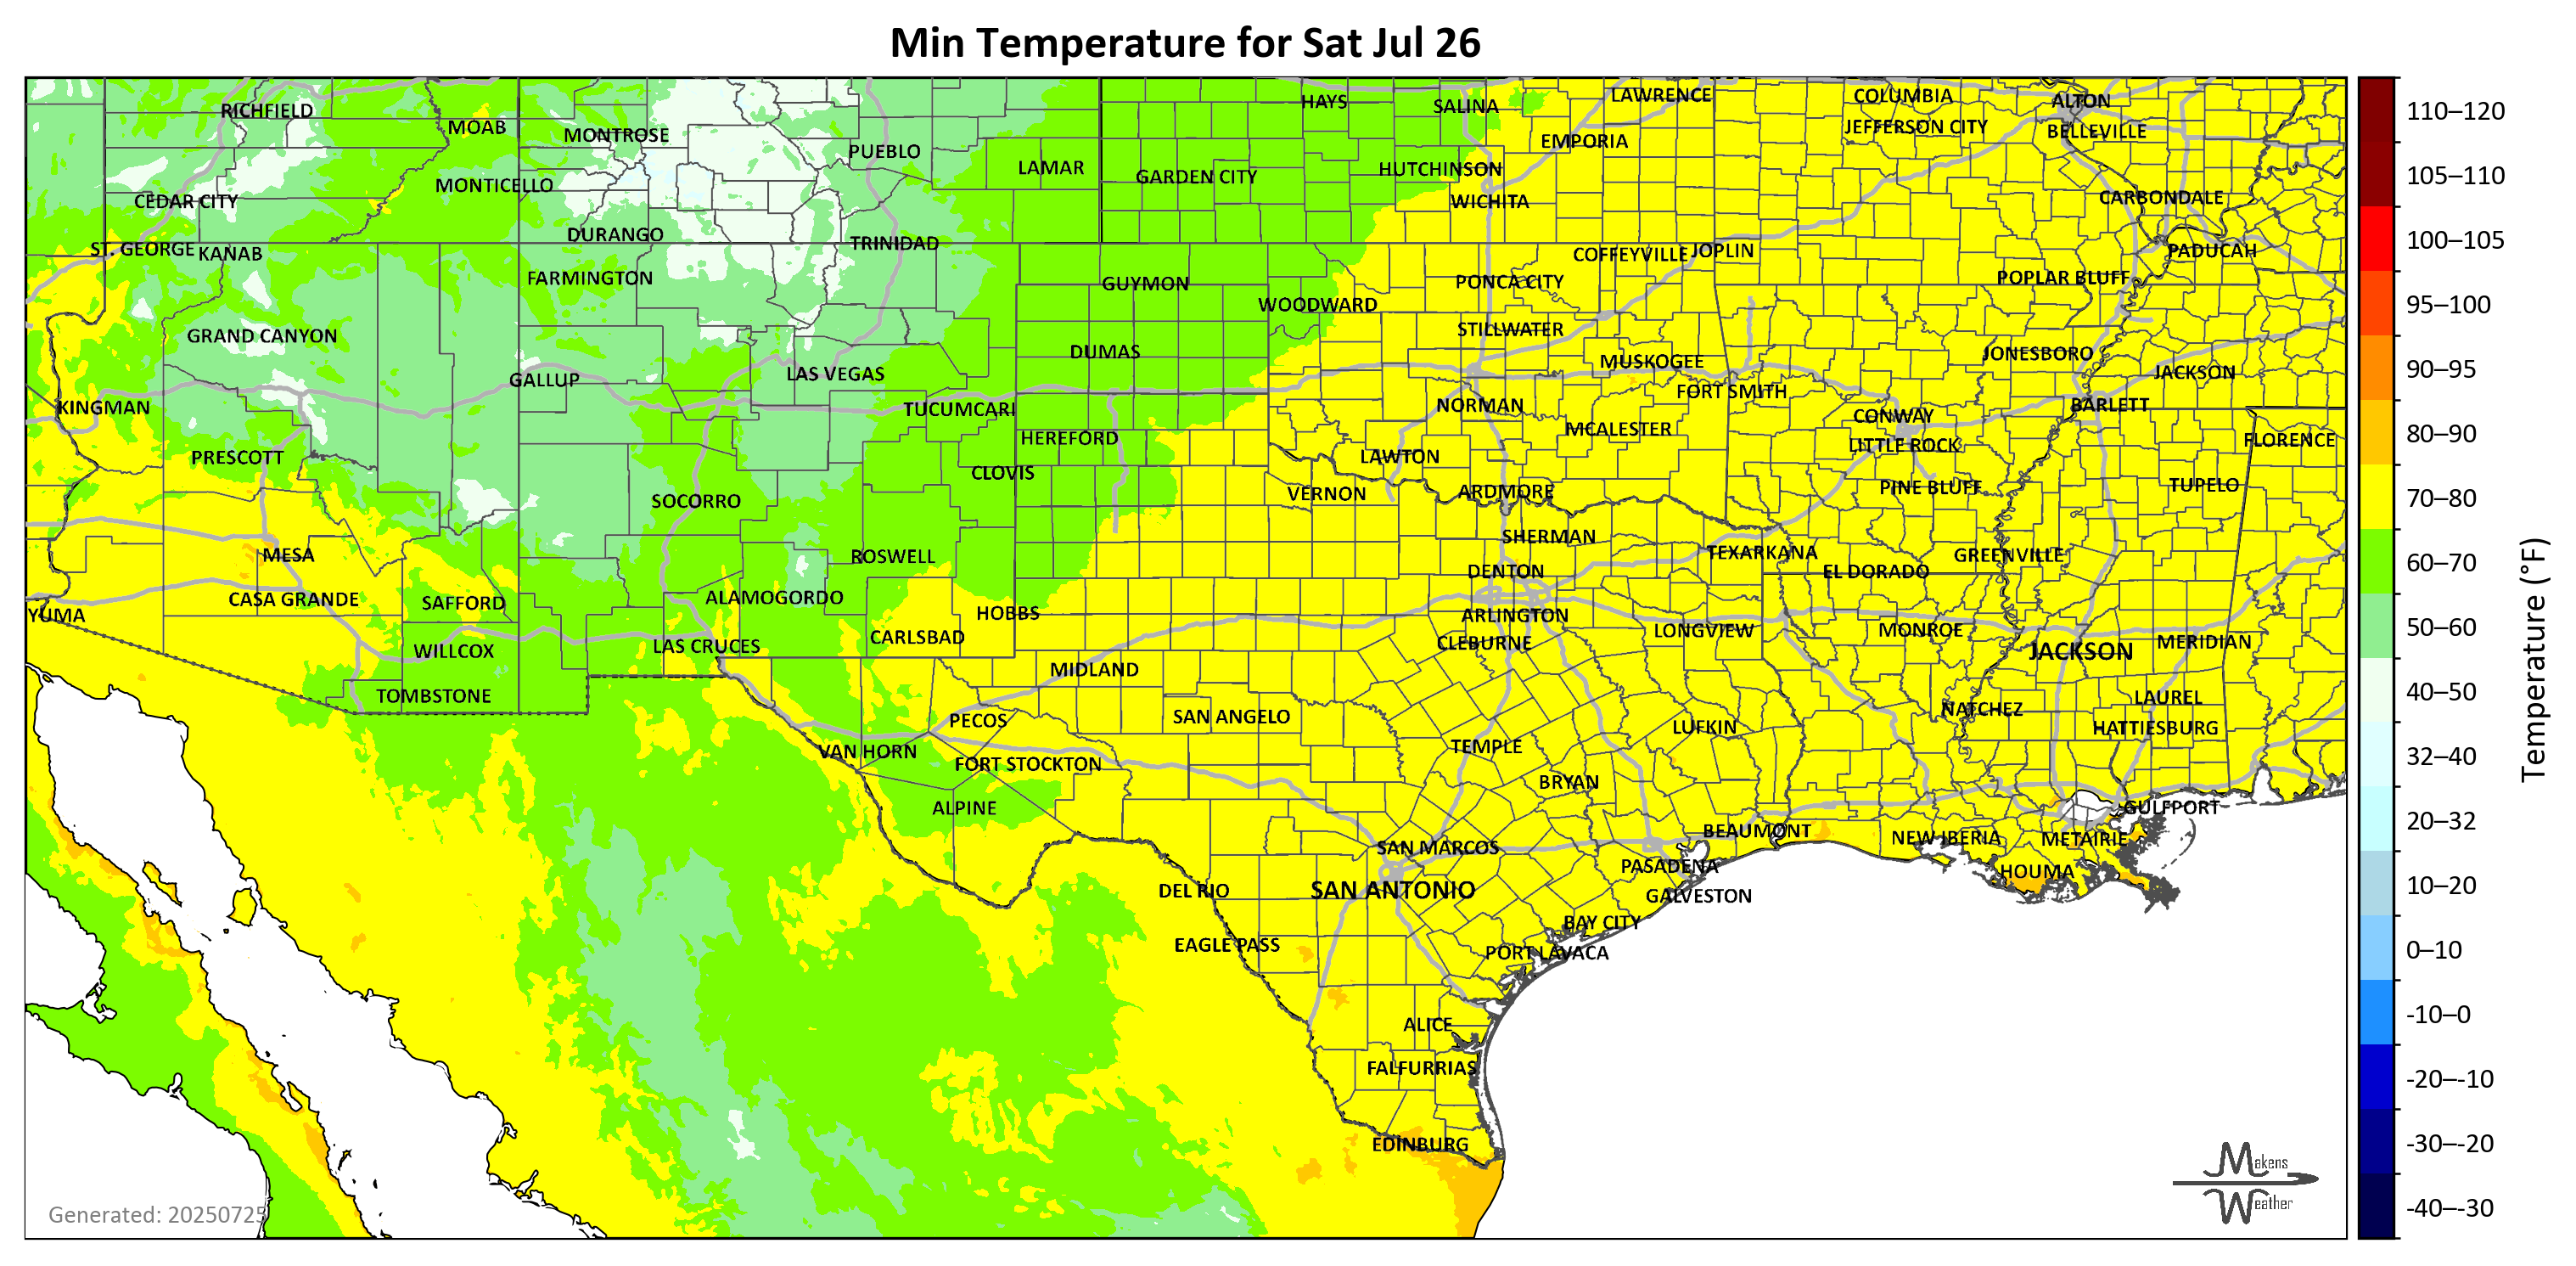 Min Temperature for Sat Jul 26
RICHFIELD
MOAB
MONTROSE
PUEBLO
LAMAR
HAYS
SALINA
LAWRENCE
COLUMBIA
ALTON
EMPORIA
JEFFERSON CITY
BELLEVILLE
MONTICELLO
GARDEN CITY
HUTCHINSON
CEDAR CITY
WICHITA
CARBONDALE
DURANGO
TRINIDAD
ST. GEORGE
KANAB
COFFEYVILLE
JOPLIN
PADUCAH
FARMINGTON
GUYMON
PONCA CITY
POPLAR BLUFF
WOODWARD
GRAND CANYON
STILLWATER
DUMAS
MUSKOGEE
JONESBORO
GALLUP
LAS VEGAS
FORT SMITH
JACKSON
KINGMAN
TUCUMCARI
NORMAN
CONWAY
BARLETT
HEREFORD
MCALESTER
LITTLE ROCK
FLORENCE
PRESCOTT
CLOVIS
LAWTON
SOCORRO
VERNON
ARDMORE
PINE BLUFF
TUPELO
MESA
ROSWELL
SHERMAN
TEXARKANA
GREENVILLE
CASA GRANDE
SAFFORD
ALAMOGORDO
DENTON
EL DORADO
YUMA
HOBBS
ARLINGTON
WILLCOX
LAS CRUCES
CARLSBAD
CLEBURNE
LONGVIEW
MONROE
JACKSON
MERIDIAN
TOMBSTONE
MIDLAND
LAUREL
PECOS
SAN ANGELO
NATCHEZ
HATTIESBURG
VAN HORN
FORT STOCKTON
TEMPLE
LUFKIN
ALPINE
BRYAN
GULFPORT
BEAUMONT
NEW IBERIA
METAIRIE
SAN MARCOS
PASADENA
HOUMA
DEL RIO
SAN ANTONIO
GALVESTON
EAGLE PASS
BAY CITY
PORT LAVACA
ALICE
FALFURRIAS
EDINBURG
Generated: 20250725
Makens
Weather
110–120
105–110
100–105
95–100
90–95
80–90
70–80
60–70
50–60
40–50
32–40
20–32
10–20
0–10
-10–0
-20–-10
-30–-20
-40–-30
Temperature (°F)